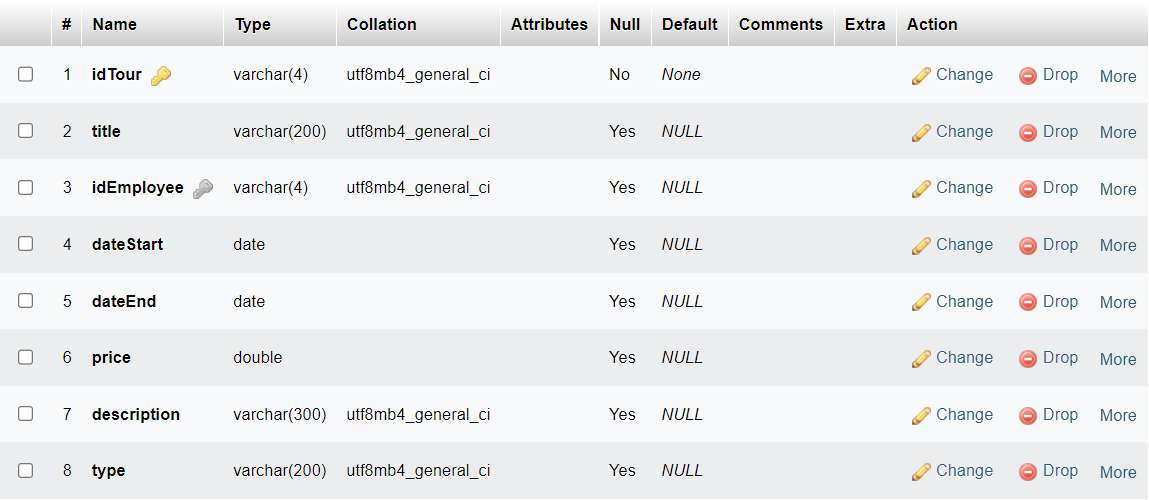 # Name Type Collation Attributes Null Default Comments Extra Action
1 idTour varchar(4) utf8mb4_general_ci No None Change Drop More
2 title varchar(200) utf8mb4_general_ci Yes NULL Change Drop More
3 idEmployee varchar(4) utf8mb4_general_ci Yes NULL Change Drop More
4 dateStart date Yes NULL Change Drop More
5 dateEnd date Yes NULL Change Drop More
6 price double Yes NULL Change Drop More
7 description varchar(300) utf8mb4_general_ci Yes NULL Change Drop More
8 type varchar(200) utf8mb4_general_ci Yes NULL Change Drop More